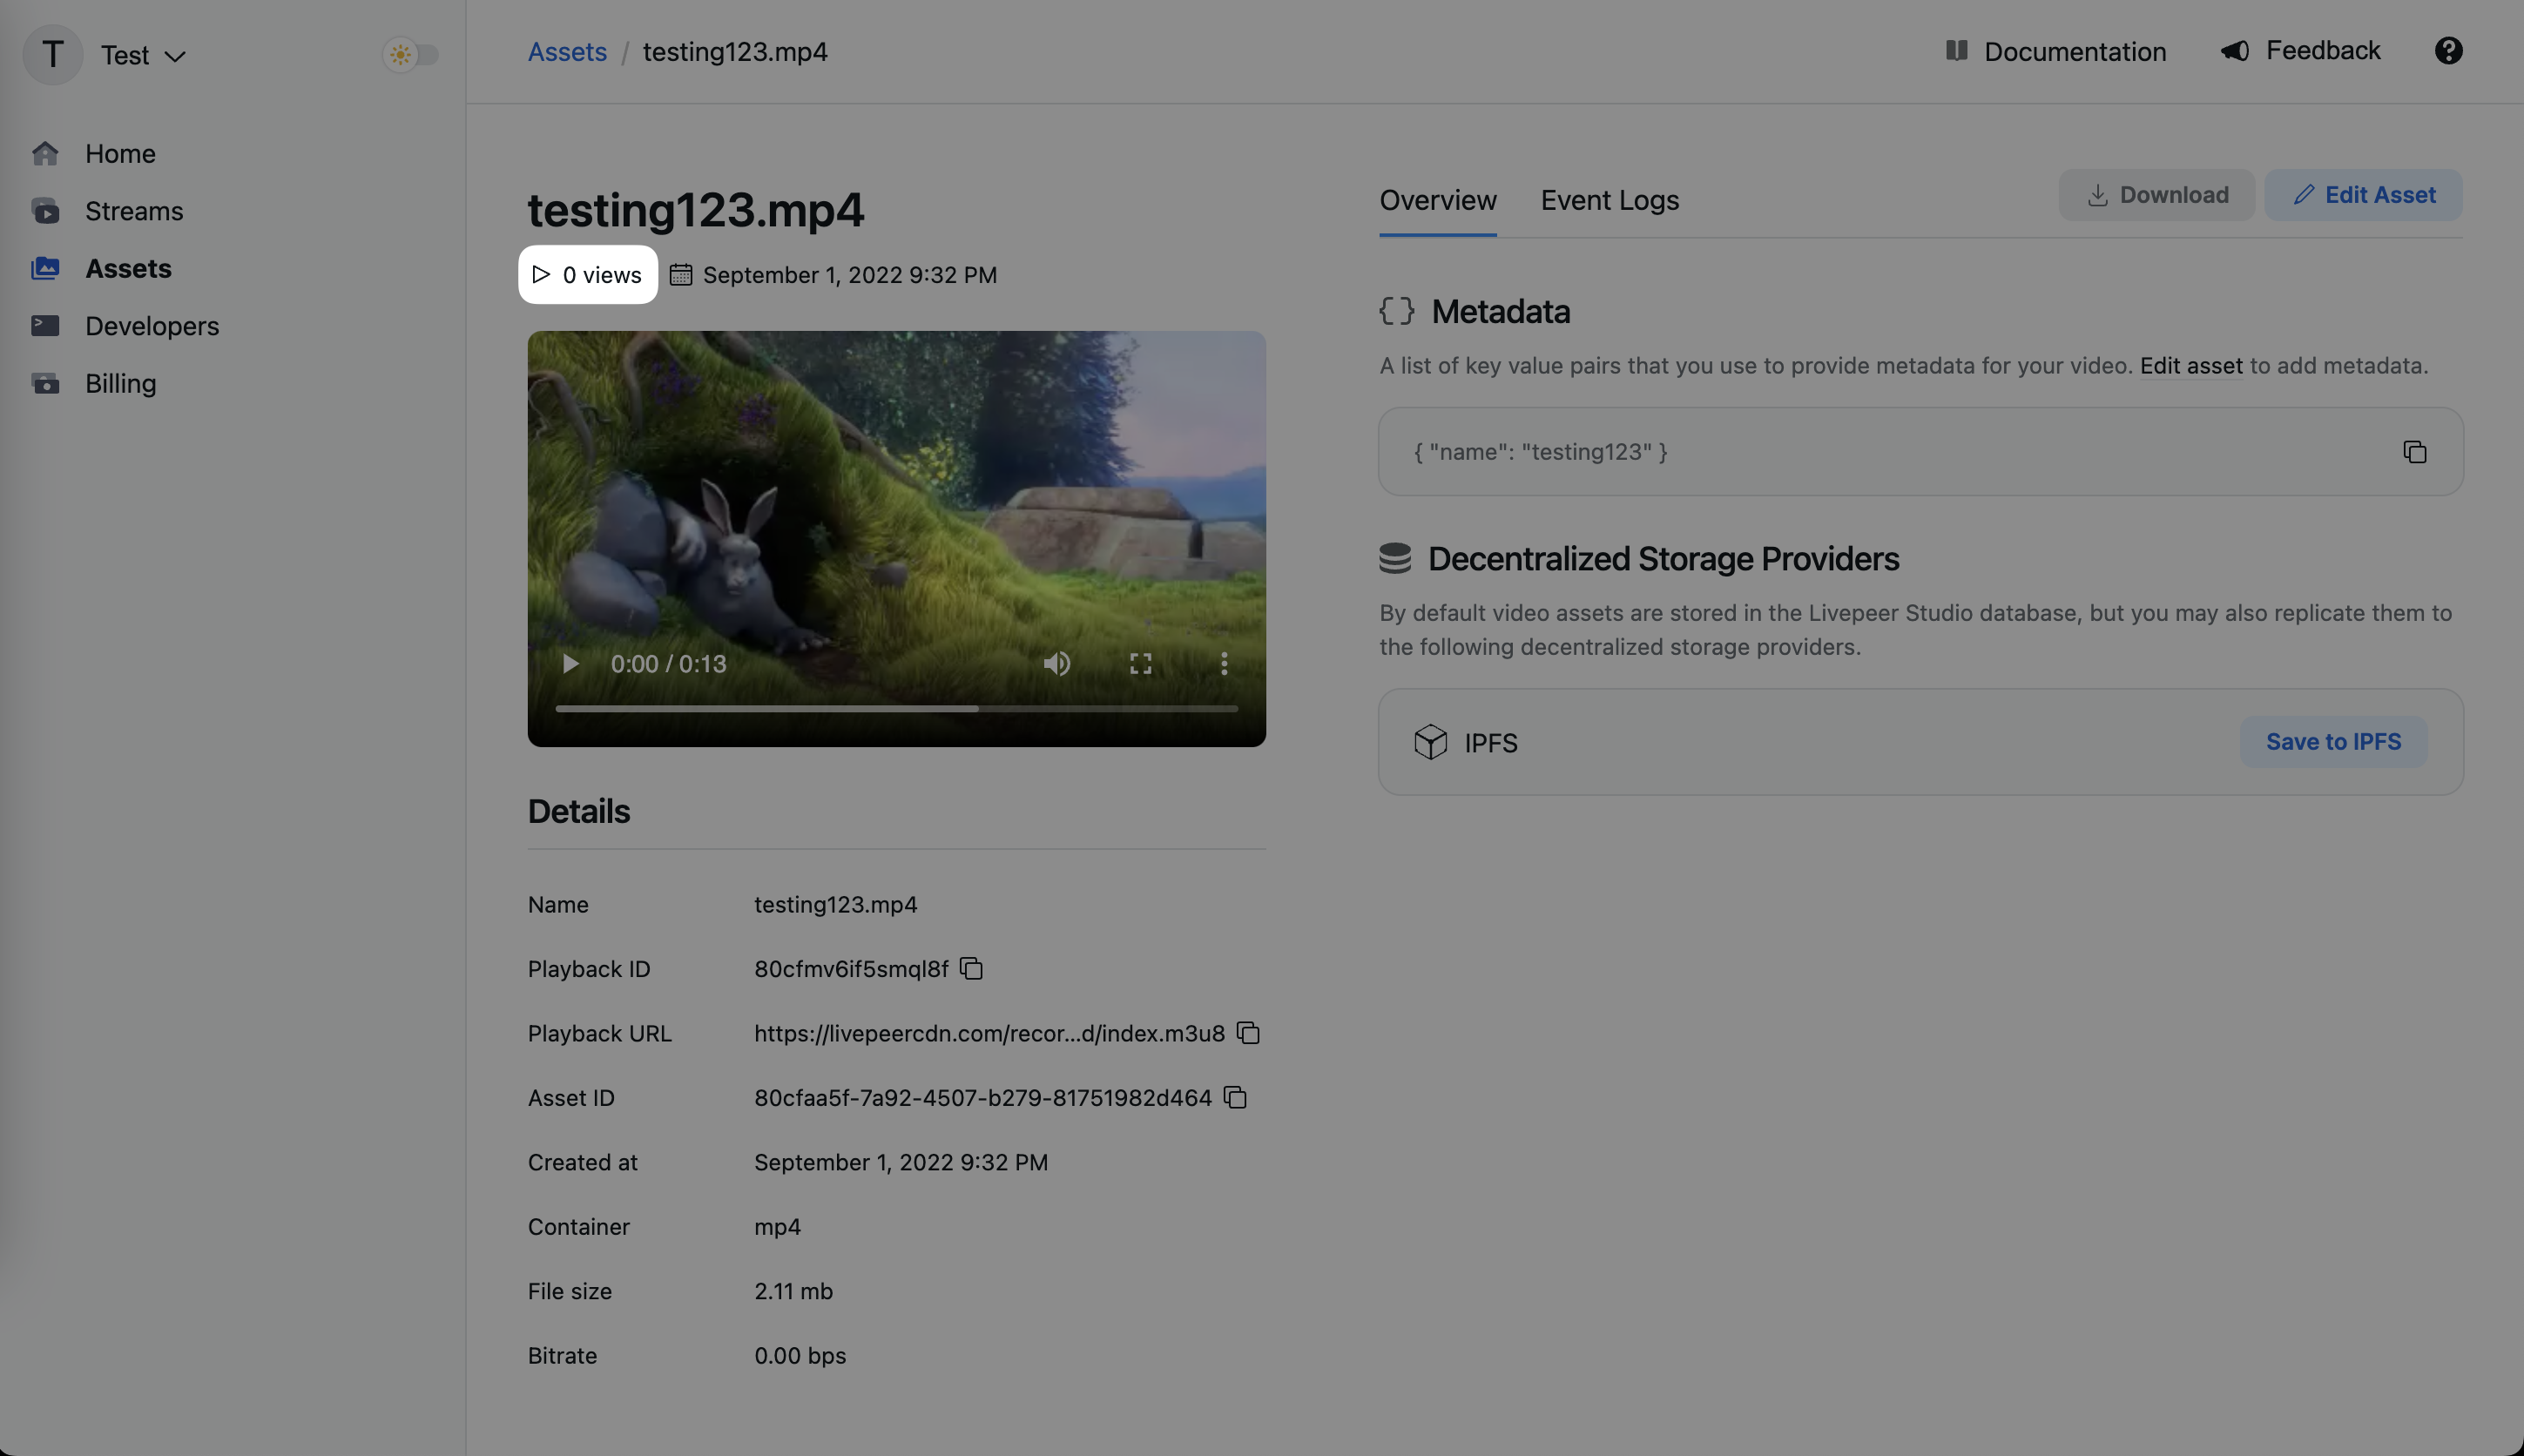 T Test
Home
Streams
Assets
Developers
Billing
Assets / testing123.mp4
Documentation
Feedback
?
testing123.mp4
0 views September 1, 2022 9:32 PM
0:00 / 0:13
Details
Name testing123.mp4
Playback ID 80cfmv6if5smql8f
Playback URL https://livepeercdn.com/recor...d/index.m3u8
Asset ID 80cfaa5f-7a92-4507-b279-81751982d464
Created at September 1, 2022 9:32 PM
Container mp4
File size 2.11 mb
Bitrate 0.00 bps
Overview Event Logs
Download Edit Asset
{} Metadata
A list of key value pairs that you use to provide metadata for your video. Edit asset to add metadata.
{ "name": "testing123" }
Decentralized Storage Providers
By default video assets are stored in the Livepeer Studio database, but you may also replicate them to
the following decentralized storage providers.
IPFS Save to IPFS